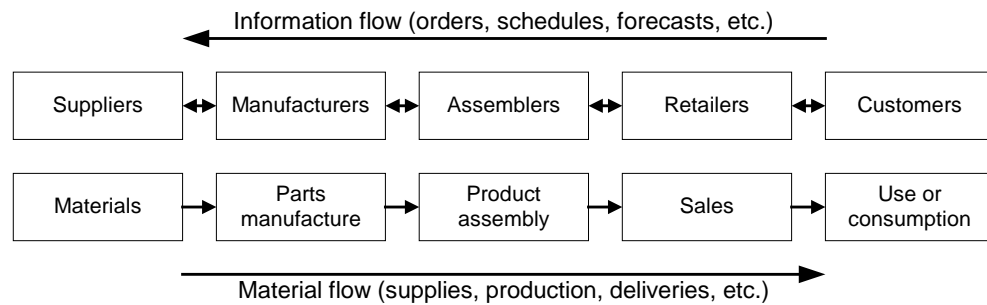 Information flow (orders, schedules, forecasts, etc.)
Suppliers
Manufacturers
Assemblers
Retailers
Customers
Materials
Parts
manufacture
Product
assembly
Sales
Use or
consumption
Material flow (supplies, production, deliveries, etc.)